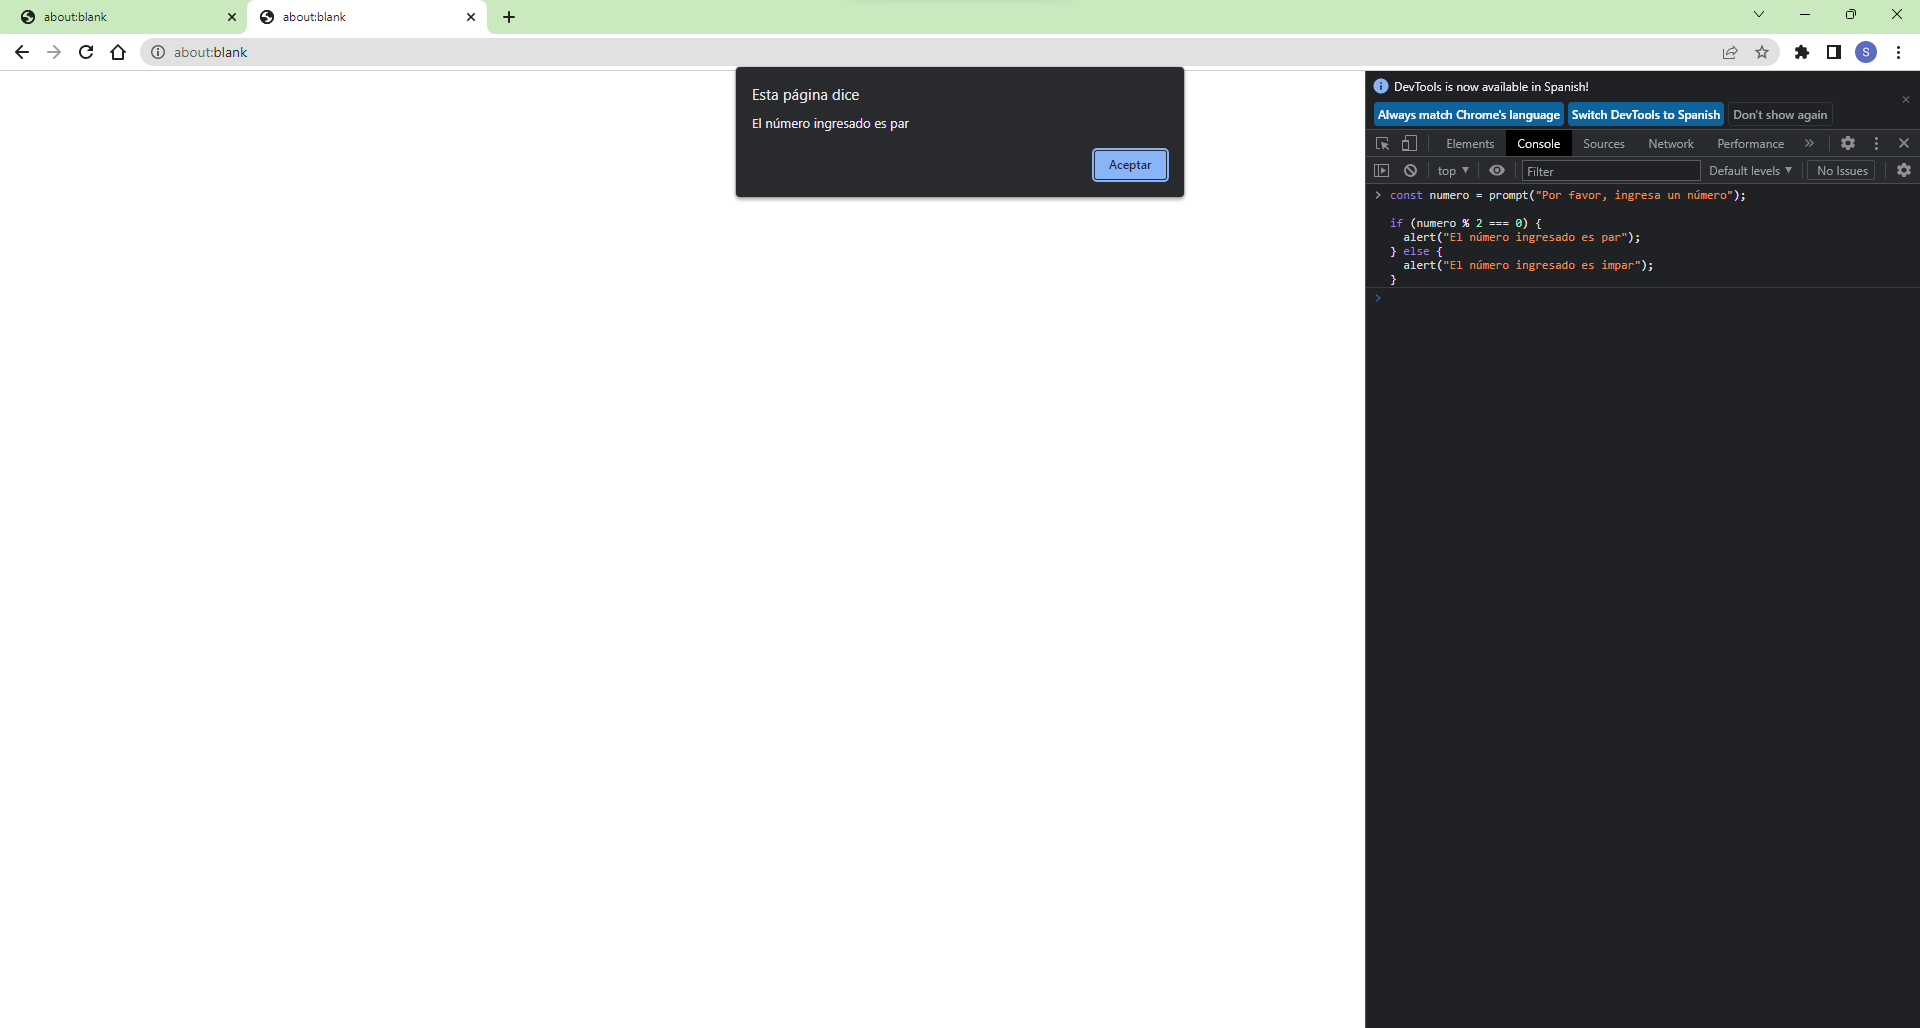 about:blank
about:blank
about:blank
S
Esta página dice
El número ingresado es par
Aceptar
DevTools is now available in Spanish!
Always match Chrome's language Switch DevTools to Spanish Don't show again
Elements Console Sources Network Performance
top Filter Default levels No Issues
const numero = prompt("Por favor, ingresa un número");
if (numero % 2 === 0) {
alert("El número ingresado es par");
} else {
alert("El número ingresado es impar");
}